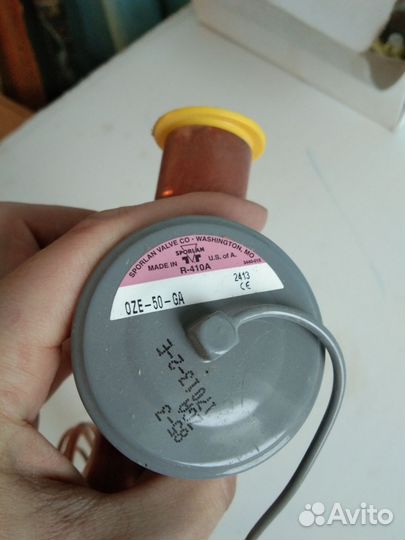 SPORLAN VALVE CO - WASHINGTON, MO
SPORLAN
MADE IN U.S. of A.
R-410A
2413
CE
OZE-50-GA
Avito